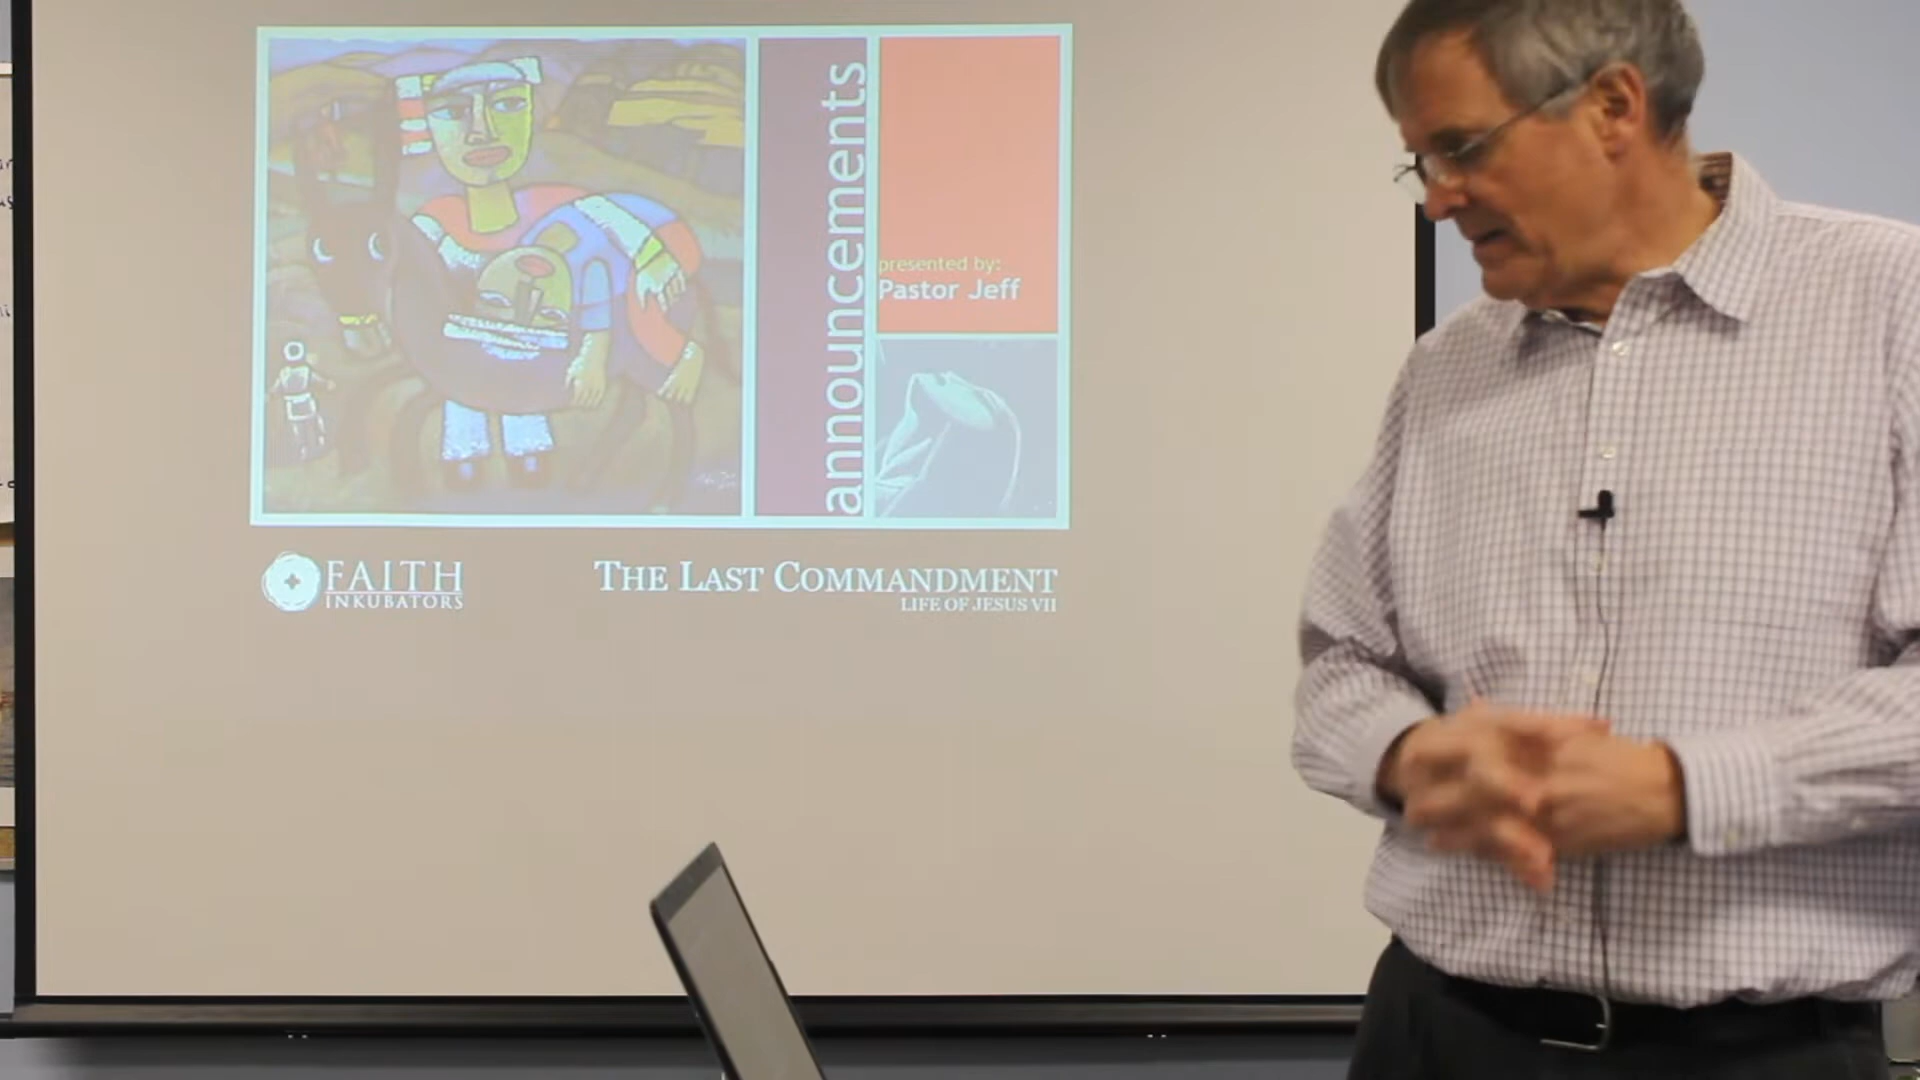 announcements
presented by:
Pastor Jeff
FAITH
INKUBATORS
THE LAST COMMANDMENT
LIFE OF JESUS VII